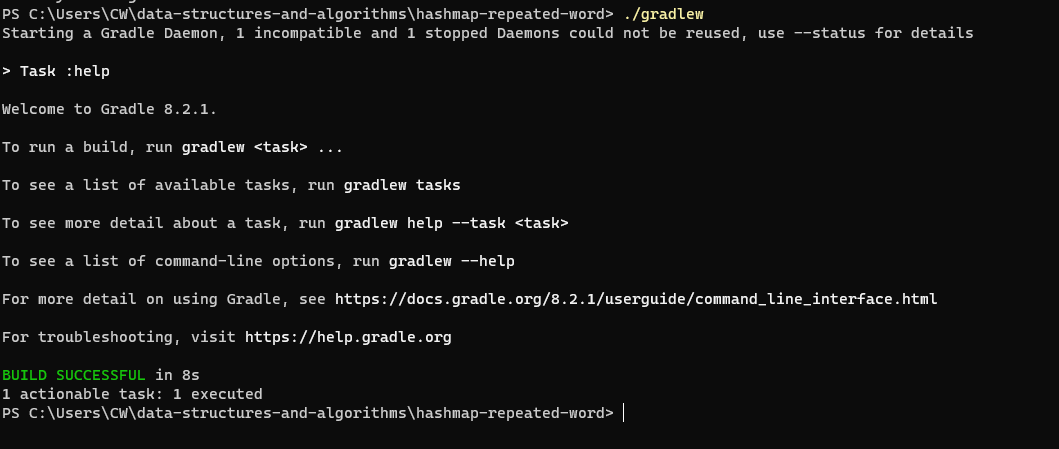 PS C:\Users\CW\data-structures-and-algorithms\hashmap-repeated-word> ./gradlew
Starting a Gradle Daemon, 1 incompatible and 1 stopped Daemons could not be reused, use --status for details
> Task :help
Welcome to Gradle 8.2.1.
To run a build, run gradlew <task> ...
To see a list of available tasks, run gradlew tasks
To see more detail about a task, run gradlew help --task <task>
To see a list of command-line options, run gradlew --help
For more detail on using Gradle, see https://docs.gradle.org/8.2.1/userguide/command_line_interface.html
For troubleshooting, visit https://help.gradle.org
BUILD SUCCESSFUL in 8s
1 actionable task: 1 executed
PS C:\Users\CW\data-structures-and-algorithms\hashmap-repeated-word>